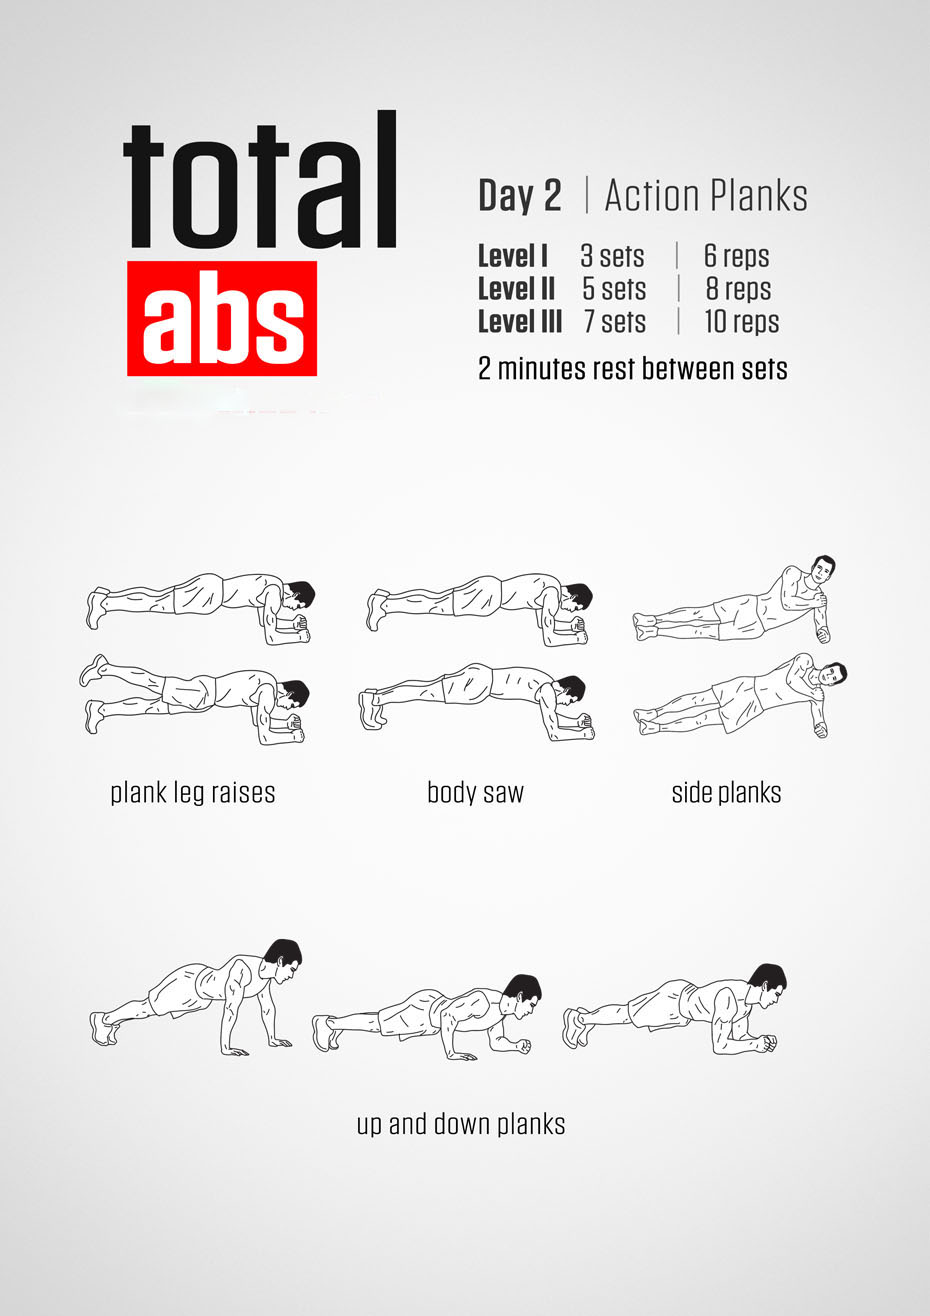 total
abs
Day 2 | Action Planks
Level I 3 sets | 6 reps
Level II 5 sets | 8 reps
Level III 7 sets | 10 reps
2 minutes rest between sets
plank leg raises
body saw
side planks
up and down planks